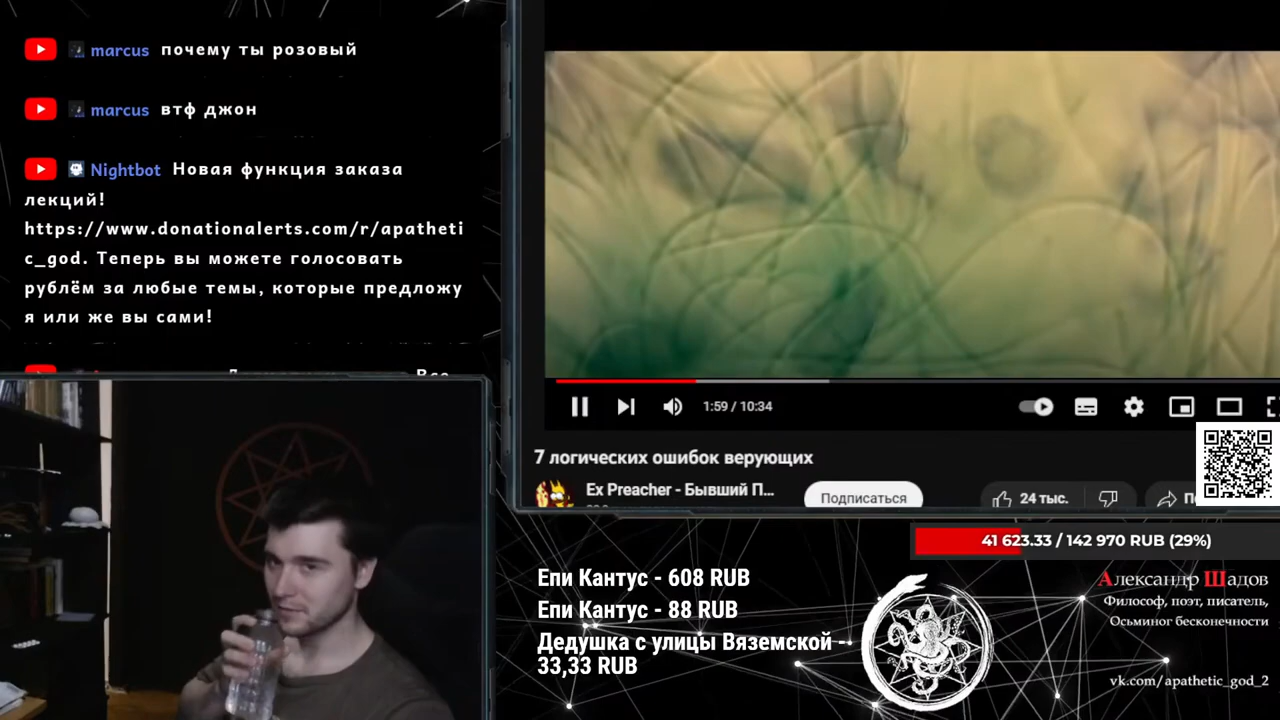 marcus почему ты розовый
marcus втф джон
Nightbot Новая функция заказа
лекций!
https://www.donationalerts.com/r/apatheti
c_god. Теперь вы можете голосовать
рублём за любые темы, которые предложу
я или же вы сами!
1:59 / 10:34
7 логических ошибок верующих
Ex Preacher - Бывший П...
Подписаться
24 тыс.
41 623.33 / 142 970 RUB (29%)
Епи Кантус - 608 RUB
Епи Кантус - 88 RUB
Дедушка с улицы Вяземской -
33,33 RUB
Александр Шадов
Философ, поэт, писатель,
Осьминог бесконечности
vk.com/apathetic_god_2